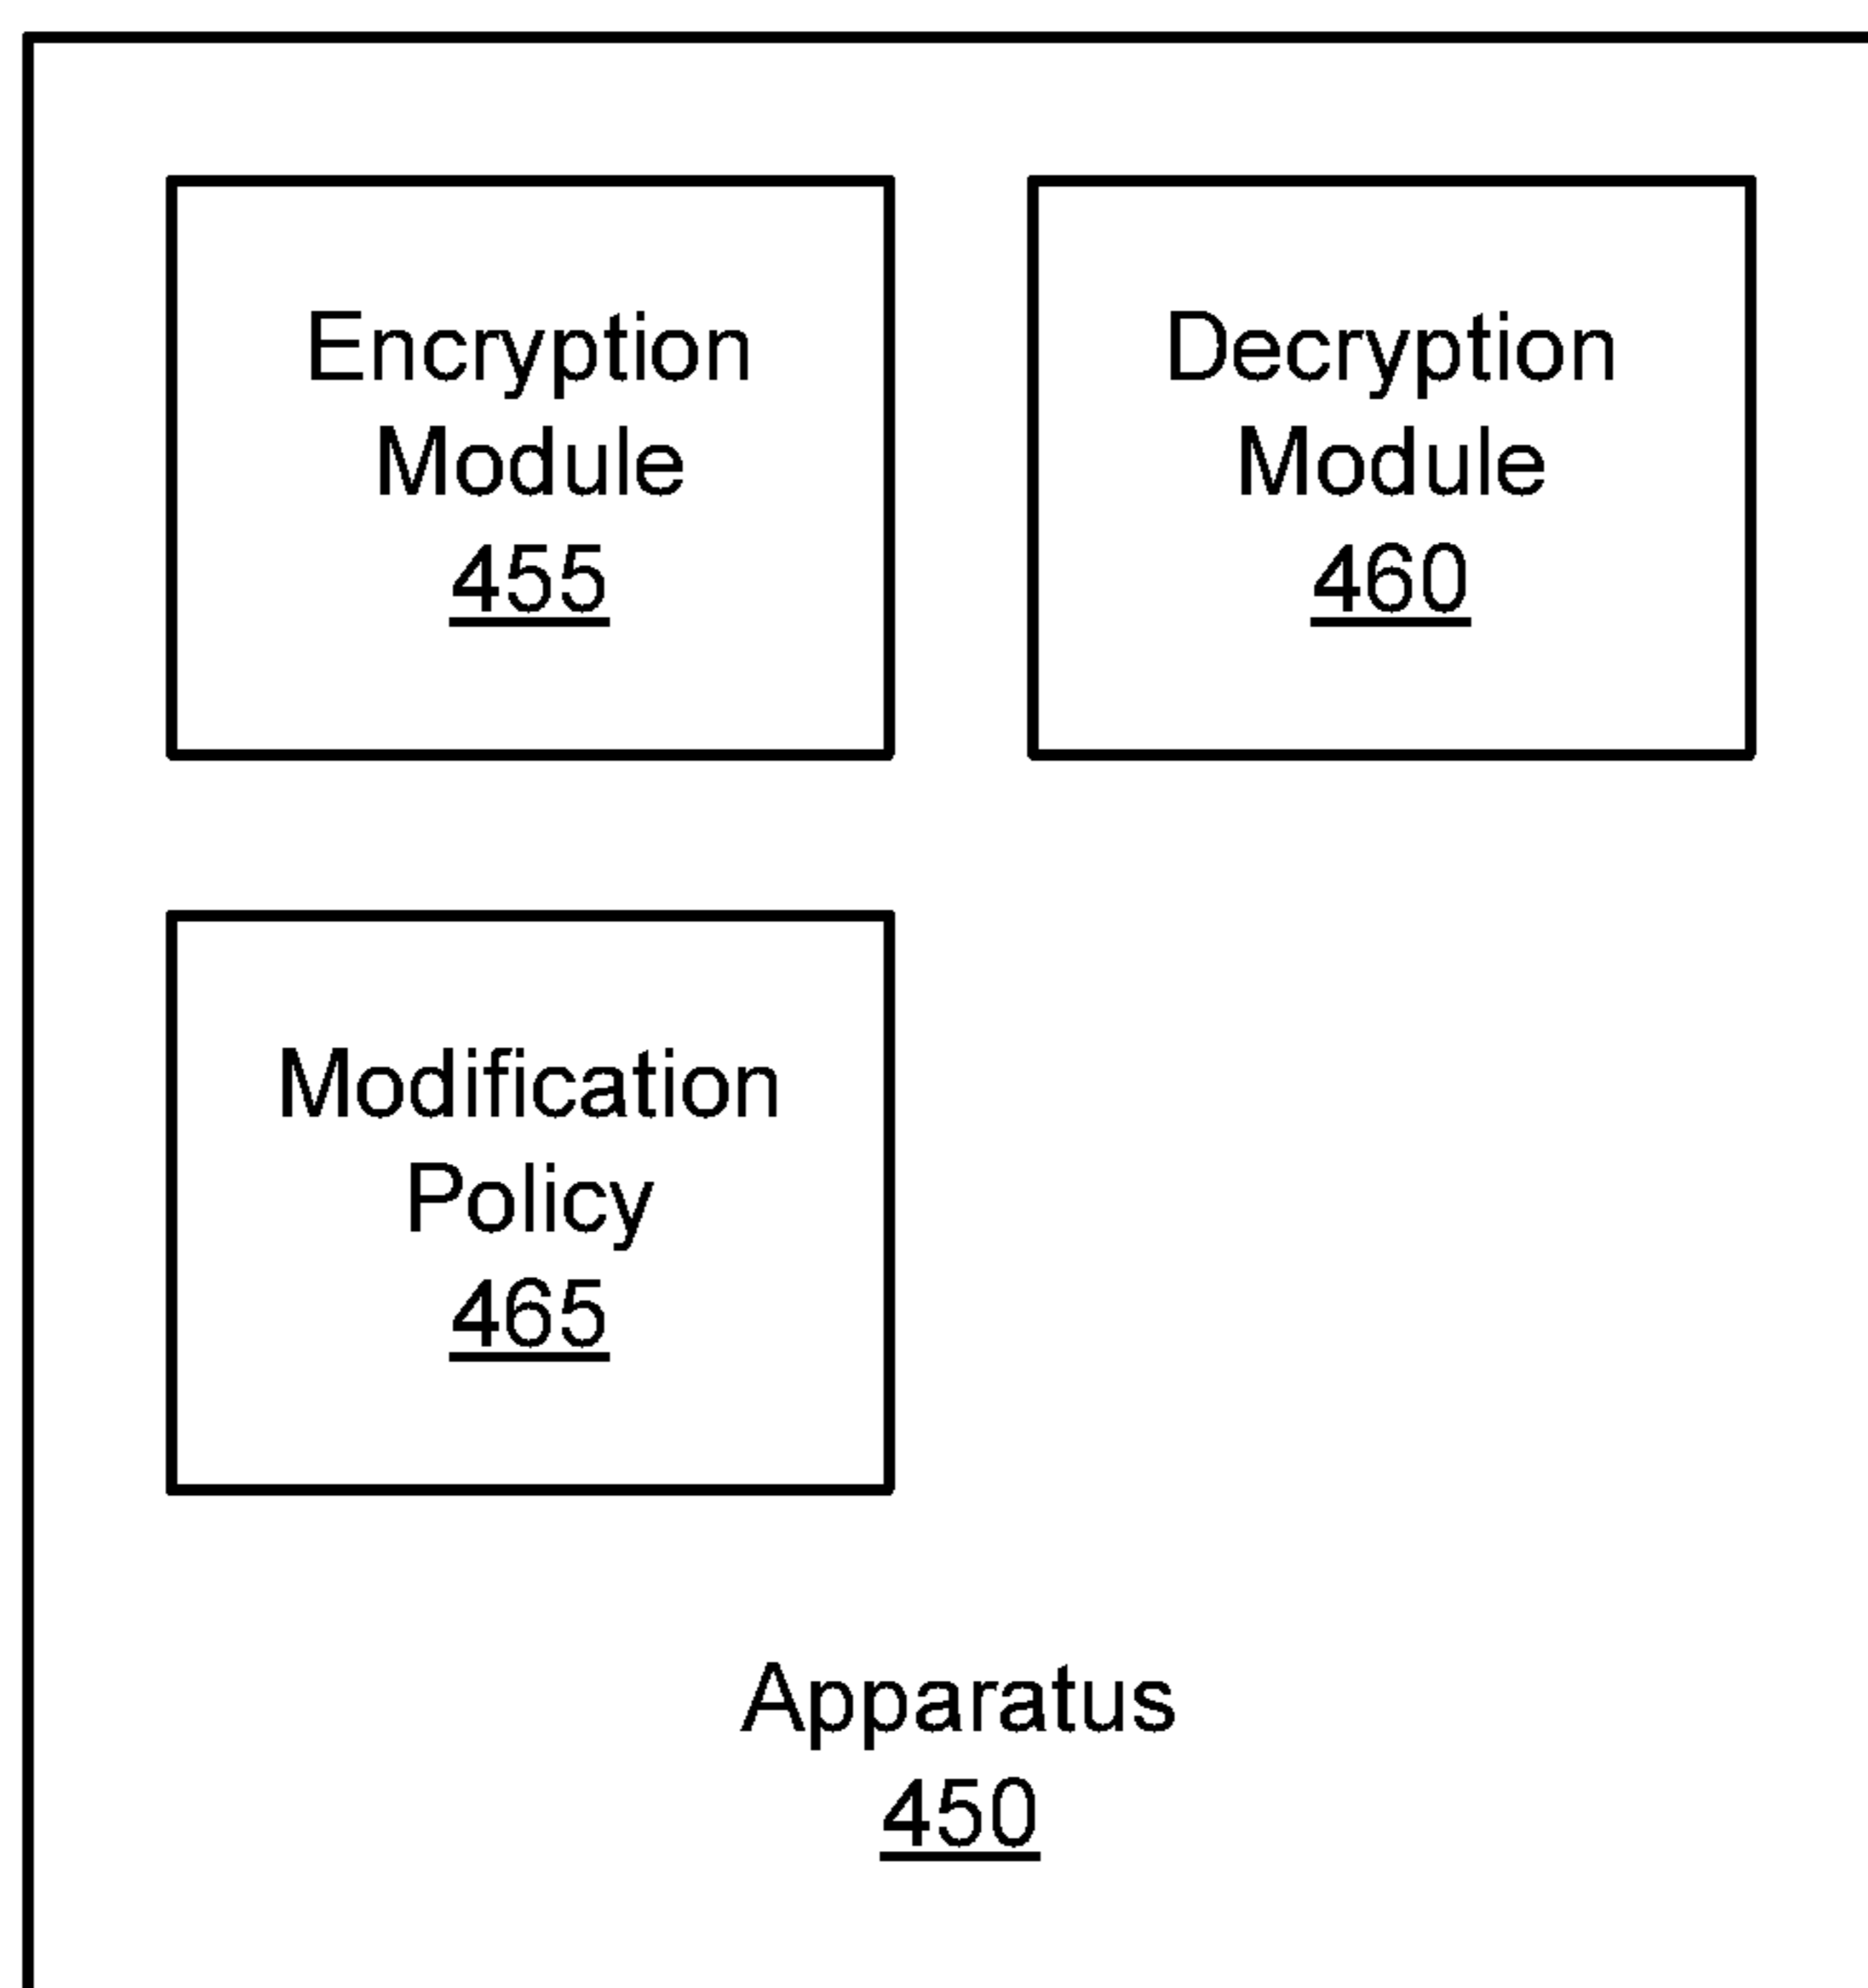 Encryption
Module
455
Decryption
Module
460
Modification
Policy
465
Apparatus
450